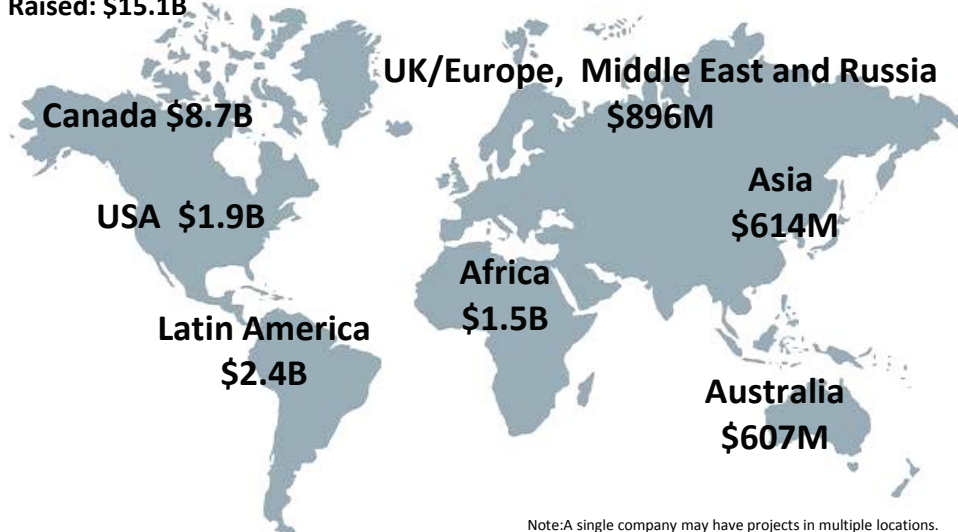 Raised: $15.1B
UK/Europe, Middle East and Russia
$896M
Canada $8.7B
Asia
$614M
USA $1.9B
Africa
$1.5B
Latin America
$2.4B
Australia
$607M
Note:A single company may have projects in multiple locations.